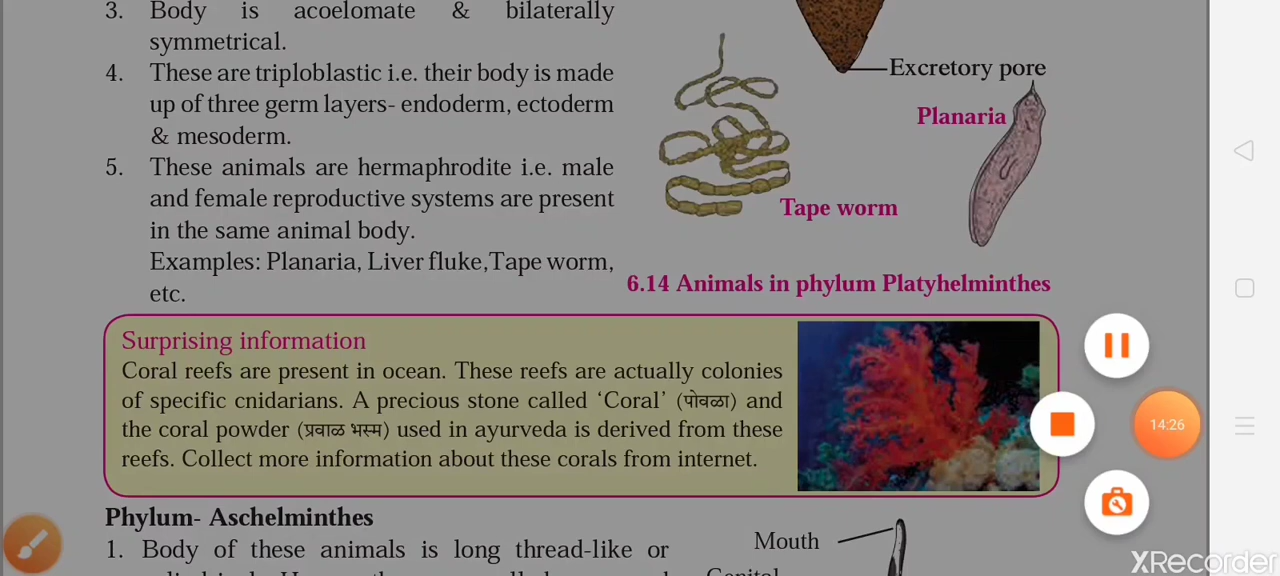 3. Body is acoelomate & bilaterally
symmetrical.
4. These are triploblastic i.e. their body is made
up of three germ layers- endoderm, ectoderm
& mesoderm.
5. These animals are hermaphrodite i.e. male
and female reproductive systems are present
in the same animal body.
Examples: Planaria, Liver fluke,Tape worm,
etc.
Excretory pore
Planaria
Tape worm
6.14 Animals in phylum Platyhelminthes
Surprising information
Coral reefs are present in ocean. These reefs are actually colonies
of specific cnidarians. A precious stone called ‘Coral’ (पोवळा) and
the coral powder (प्रवाळ भस्म) used in ayurveda is derived from these
reefs. Collect more information about these corals from internet.
14:26
Phylum- Aschelminthes
1. Body of these animals is long thread-like or
Mouth
Genital
XRecorder